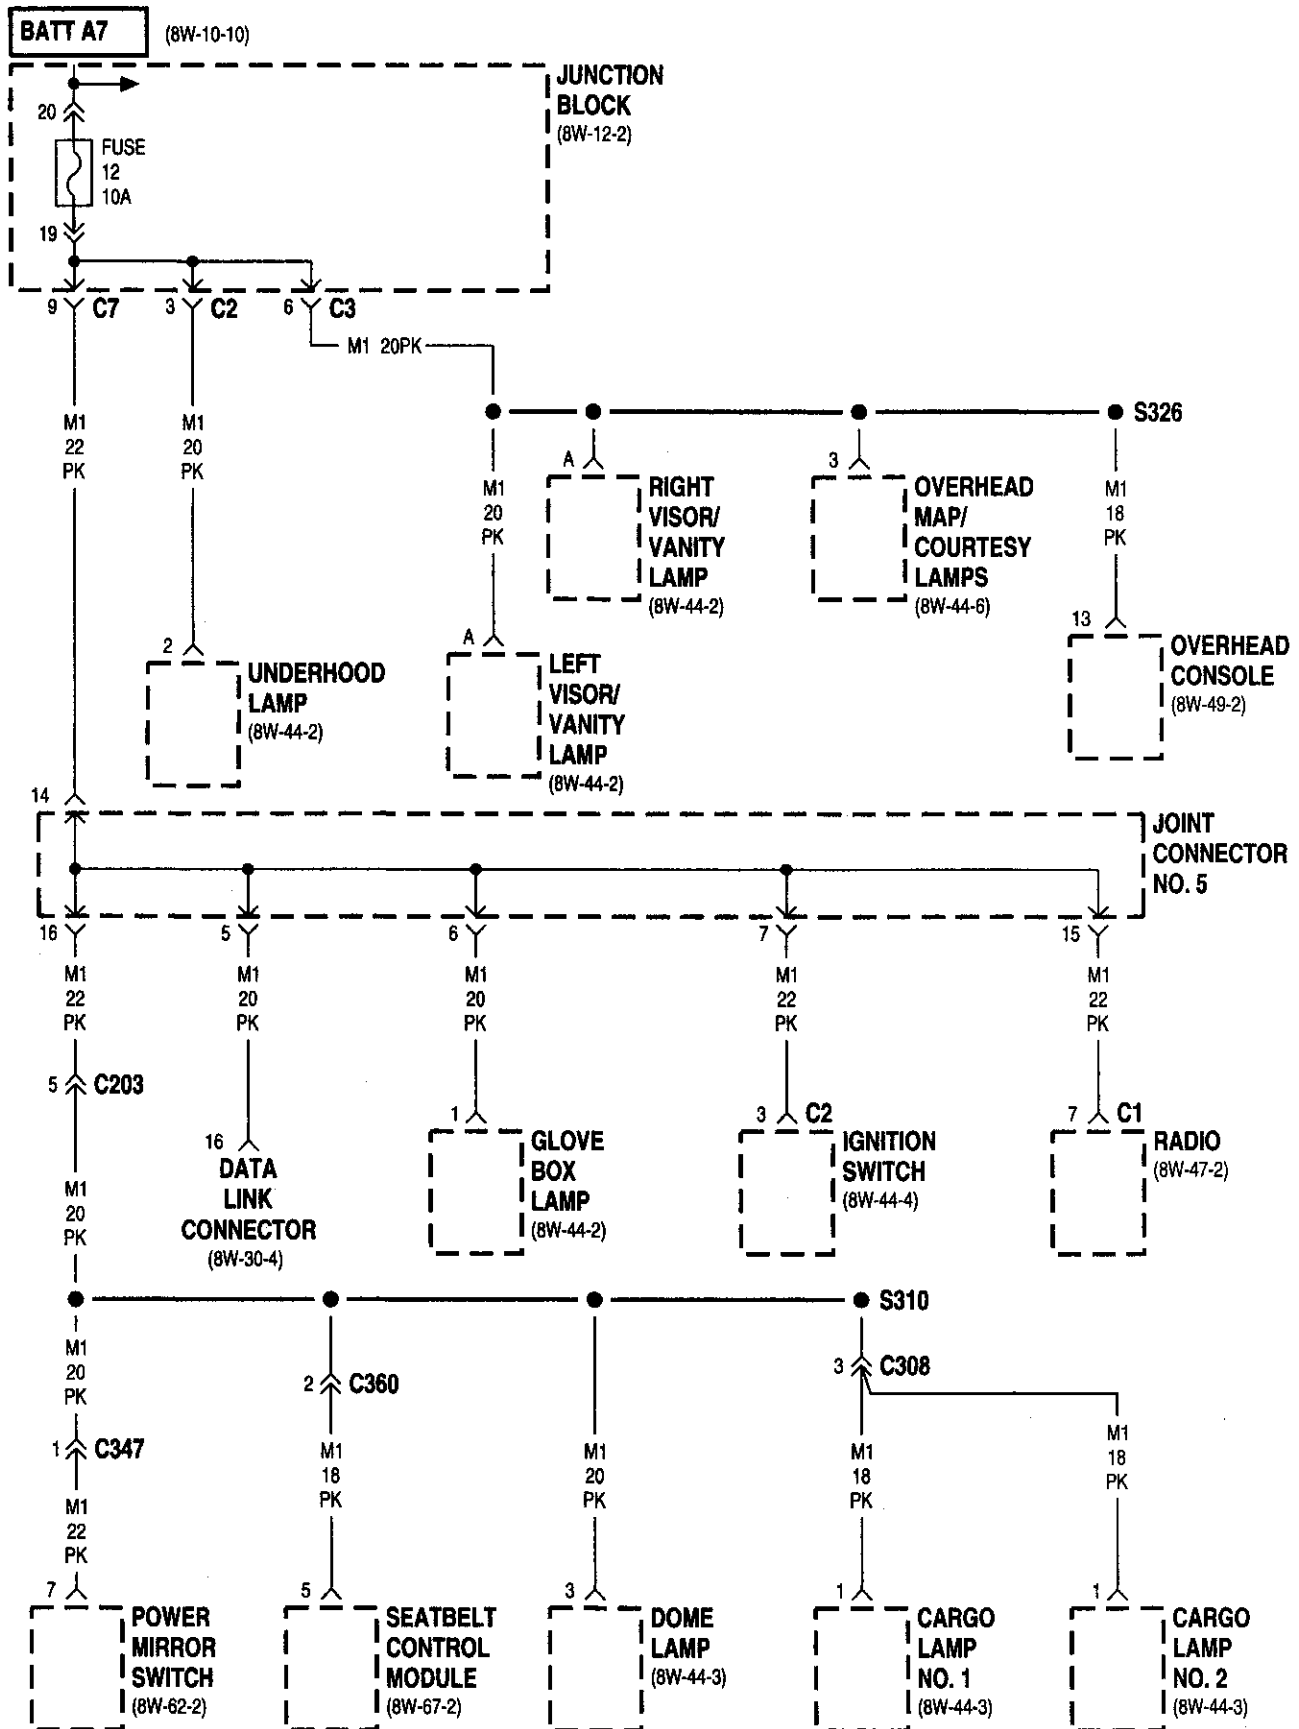 BATT A7 (8W-10-10)
JUNCTION
BLOCK
(8W-12-2)
20
FUSE
12
10A
19
9 C7 3 C2 6 C3
M1 20PK
M1
22
PK
M1
20
PK
S326
A
RIGHT
VISOR/
VANITY
LAMP
(8W-44-2)
3
OVERHEAD
MAP/
COURTESY
LAMPS
(8W-44-6)
M1
20
PK
M1
18
PK
2
UNDERHOOD
LAMP
(8W-44-2)
A
LEFT
VISOR/
VANITY
LAMP
(8W-44-2)
13
OVERHEAD
CONSOLE
(8W-49-2)
14
JOINT
CONNECTOR
NO. 5
16 5 6 7 15
M1
22
PK
M1
20
PK
M1
20
PK
M1
22
PK
M1
22
PK
5 C203
16
DATA
LINK
CONNECTOR
(8W-30-4)
1
GLOVE
BOX
LAMP
(8W-44-2)
3 C2
IGNITION
SWITCH
(8W-44-4)
7 C1
RADIO
(8W-47-2)
M1
20
PK
S310
M1
20
PK
2 C360
3 C308
1 C347
M1
18
PK
M1
20
PK
M1
18
PK
M1
18
PK
M1
22
PK
7
POWER
MIRROR
SWITCH
(8W-62-2)
5
SEATBELT
CONTROL
MODULE
(8W-67-2)
3
DOME
LAMP
(8W-44-3)
1
CARGO
LAMP
NO. 1
(8W-44-3)
1
CARGO
LAMP
NO. 2
(8W-44-3)